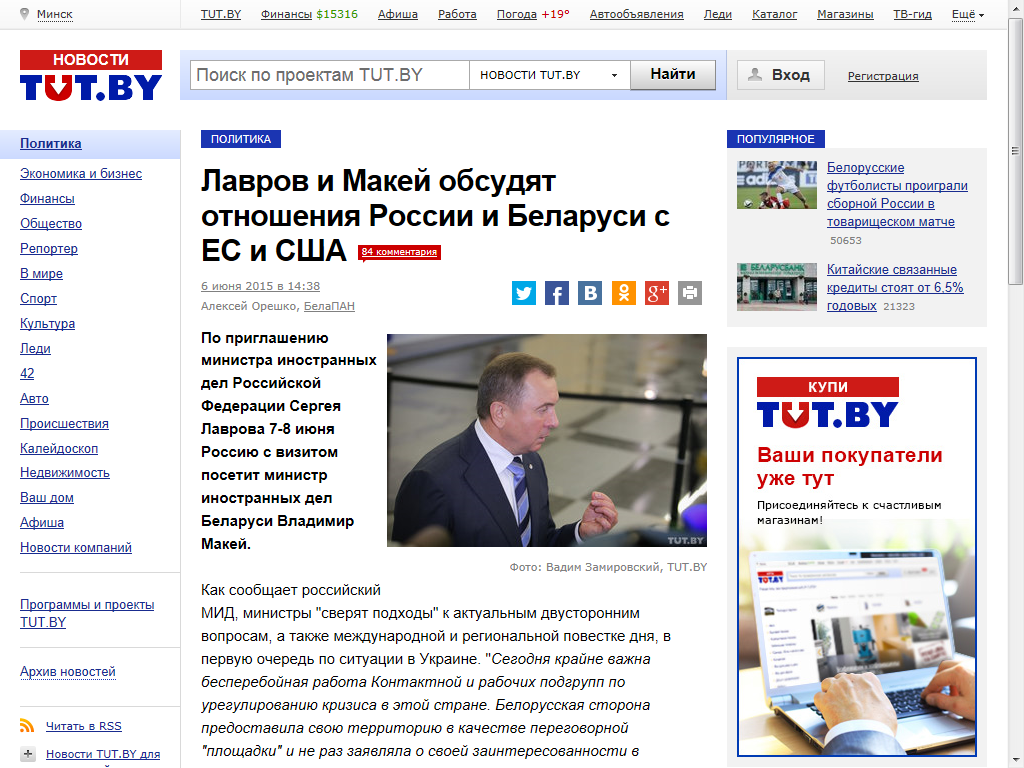 Минск
TUT.BY Финансы $15316 Афиша Работа Погода +19° Автообъявления Леди Каталог Магазины ТВ-гид Ещё
НОВОСТИ
TUT.BY
Поиск по проектам TUT.BY
НОВОСТИ TUT.BY
Найти
Вход
Регистрация
Политика
Экономика и бизнес
Финансы
Общество
Репортер
В мире
Спорт
Культура
Леди
42
Авто
Происшествия
Калейдоскоп
Недвижимость
Ваш дом
Афиша
Новости компаний
Программы и проекты
TUT.BY
Архив новостей
Читать в RSS
Новости TUT.BY для
ПОЛИТИКА
Лавров и Макей обсудят
отношения России и Беларуси с
ЕС и США 84 комментария
6 июня 2015 в 14:38
Алексей Орешко, БелаПАН
По приглашению
министра иностранных
дел Российской
Федерации Сергея
Лаврова 7-8 июня
Россию с визитом
посетит министр
иностранных дел
Беларуси Владимир
Макей.
TUT.BY
Фото: Вадим Замировский, TUT.BY
Как сообщает российский
МИД, министры "сверят подходы" к актуальным двусторонним
вопросам, а также международной и региональной повестке дня, в
первую очередь по ситуации в Украине. "Сегодня крайне важна
бесперебойная работа Контактной и рабочих подгрупп по
урегулированию кризиса в этой стране. Белорусская сторона
предоставила свою территорию в качестве переговорной
"площадки" и не раз заявляла о своей заинтересованности в
ПОПУЛЯРНОЕ
Белорусские
футболисты проиграли
сборной России в
товарищеском матче
50653
Китайские связанные
кредиты стоят от 6,5%
годовых 21323
adidas
БЕЛАРУСБАНК
КУПИ
TUT.BY
Ваши покупатели
уже тут
Присоединяйтесь к счастливым
магазинам!
TUT.BY